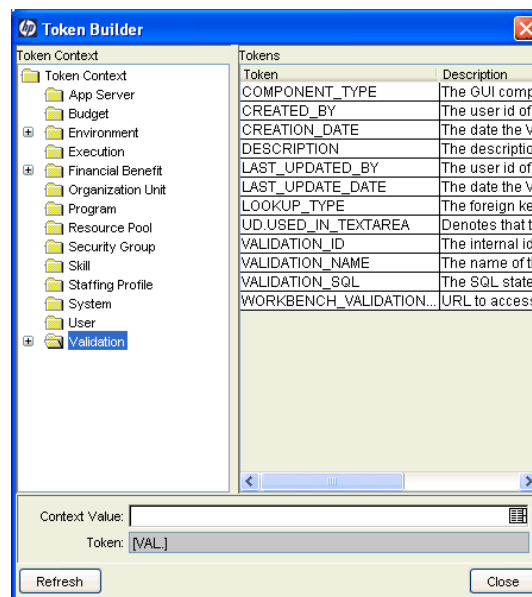 hp Token Builder
Token Context
Token Context
App Server
Budget
Environment
Execution
Financial Benefit
Organization Unit
Program
Resource Pool
Security Group
Skill
Staffing Profile
System
User
Validation
Tokens
Token Description
COMPONENT_TYPE The GUI comp
CREATED_BY The user id of
CREATION_DATE The date the V
DESCRIPTION The descriptio
LAST_UPDATED_BY The user id of
LAST_UPDATE_DATE The date the V
LOOKUP_TYPE The foreign ke
UD.USED_IN_TEXTAREA Denotes that t
VALIDATION_ID The internal id
VALIDATION_NAME The name of t
VALIDATION_SQL The SQL state
WORKBENCH_VALIDATION... URL to access
Context Value:
Token: [VAL.]
Refresh Close